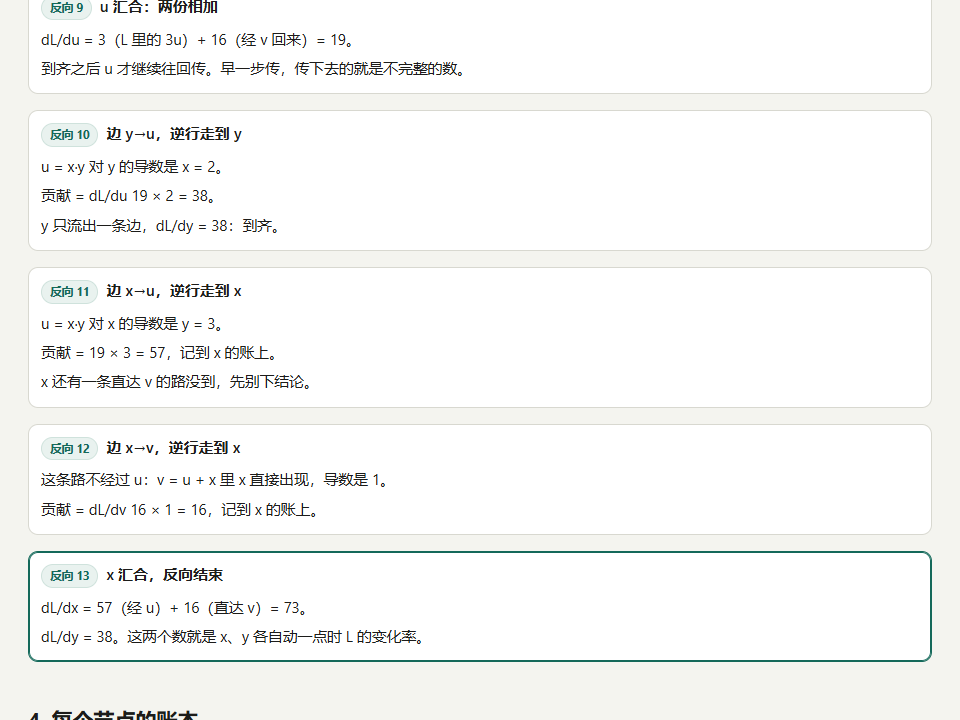 反向 9 u 汇合：两份相加
dL/du = 3（L 里的 3u）+ 16（经 v 回来）= 19。
到齐之后 u 才继续往回传。早一步传，传下去的就是不完整的数。
反向 10 边 y→u，逆行走到 y
u = x·y 对 y 的导数是 x = 2。
贡献 = dL/du 19 × 2 = 38。
y 只流出一条边，dL/dy = 38：到齐。
反向 11 边 x→u，逆行走到 x
u = x·y 对 x 的导数是 y = 3。
贡献 = 19 × 3 = 57，记到 x 的账上。
x 还有一条直达 v 的路没到，先别下结论。
反向 12 边 x→v，逆行走到 x
这条路不经过 u：v = u + x 里 x 直接出现，导数是 1。
贡献 = dL/dv 16 × 1 = 16，记到 x 的账上。
反向 13 x 汇合，反向结束
dL/dx = 57（经 u）+ 16（直达 v）= 73。
dL/dy = 38。这两个数就是 x、y 各自动一点时 L 的变化率。
4. 每个节点的账本